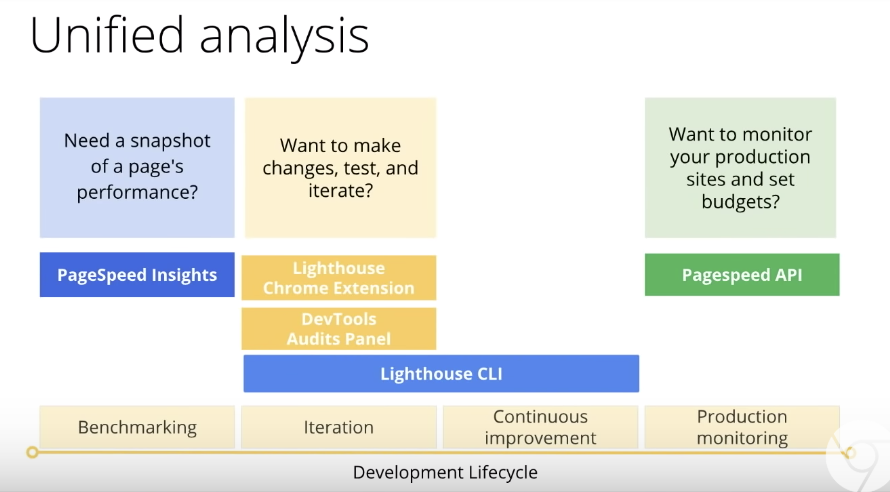 Unified analysis
Need a snapshot
of a page's
performance?
Want to make
changes, test, and
iterate?
Want to monitor
your production
sites and set
budgets?
PageSpeed Insights
Lighthouse
Chrome Extension
Pagespeed API
DevTools
Audits Panel
Lighthouse CLI
Benchmarking
Iteration
Continuous
improvement
Production
monitoring
Development Lifecycle